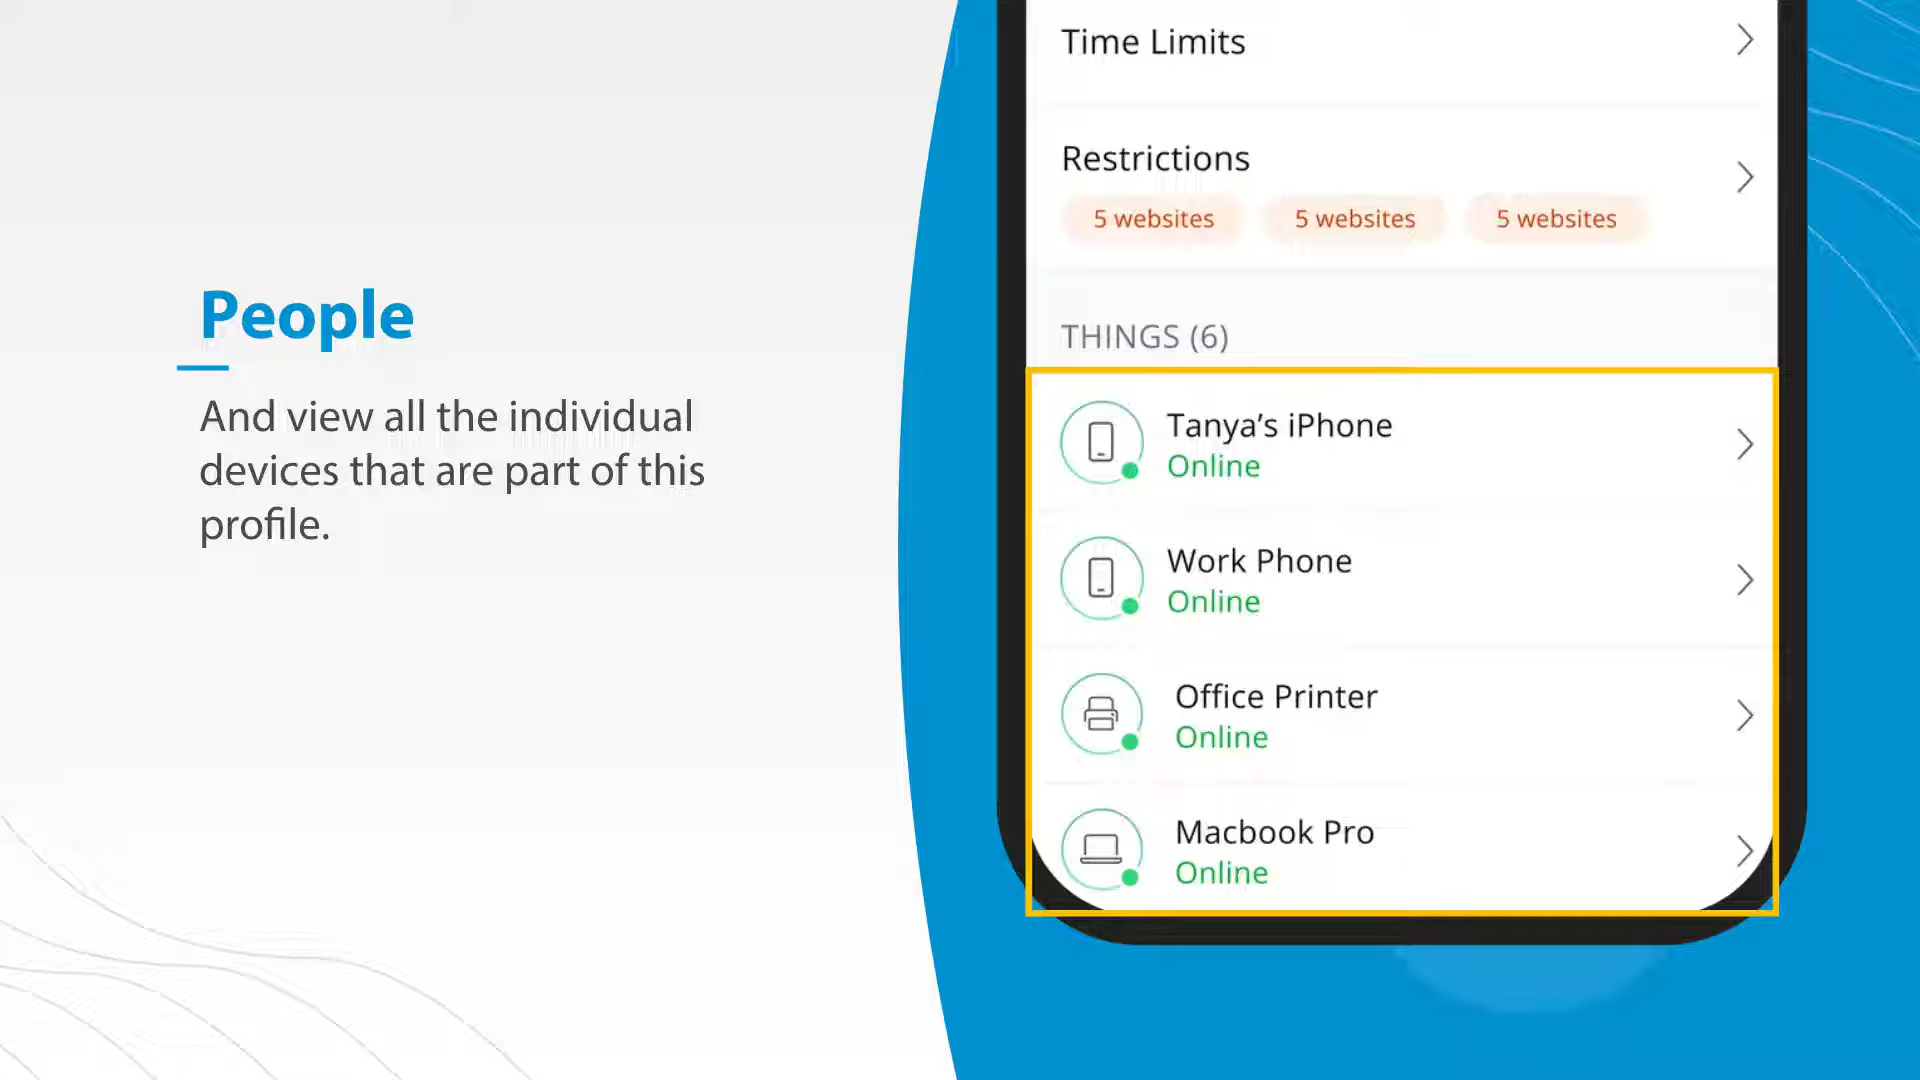 People
And view all the individual
devices that are part of this
profile.
Time Limits
Restrictions
5 websites 5 websites 5 websites
THINGS (6)
Tanya’s iPhone
Online
Work Phone
Online
Office Printer
Online
Macbook Pro
Online